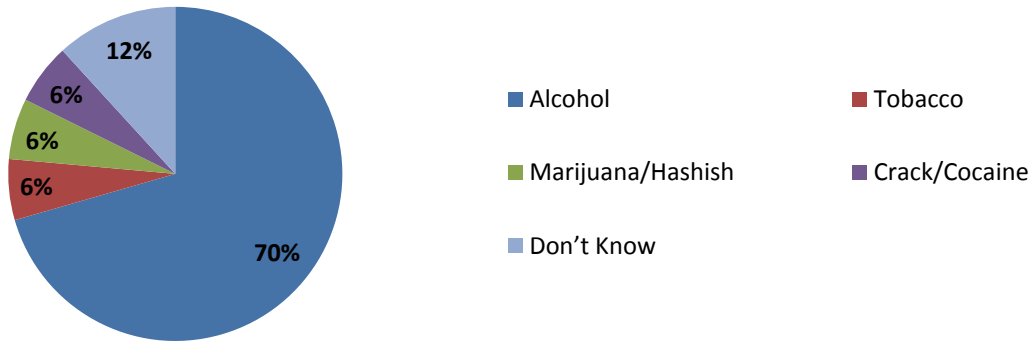 12%
6%
6%
6%
70%
Alcohol
Tobacco
Marijuana/Hashish
Crack/Cocaine
Don’t Know